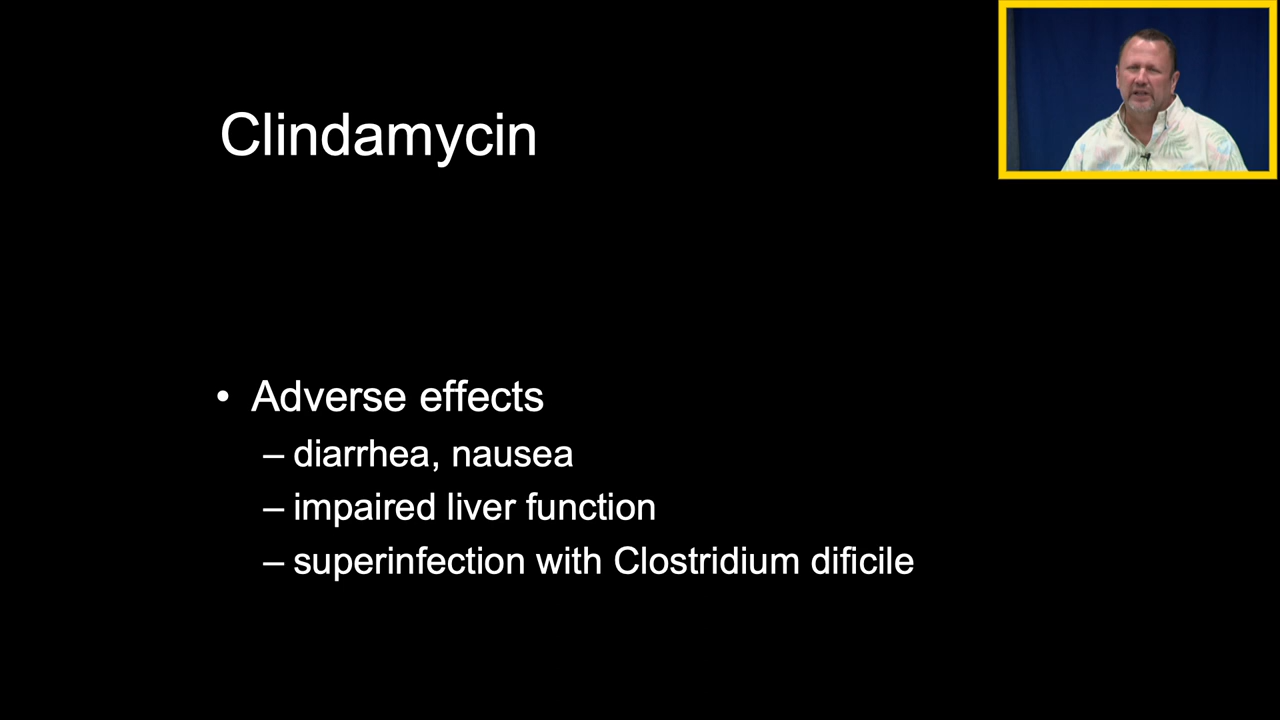 Clindamycin
• Adverse effects
– diarrhea, nausea
– impaired liver function
– superinfection with Clostridium dificile